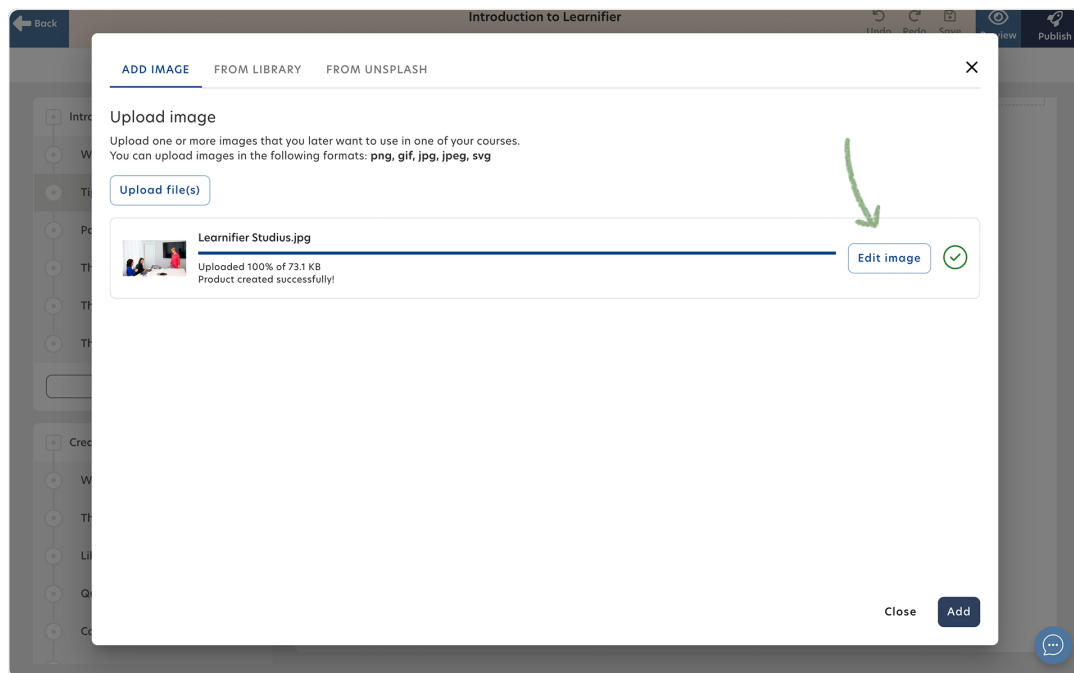 Back
Introduction to Learnifier
Undo
Redo
Save
Publish
ADD IMAGE
FROM LIBRARY
FROM UNSPLASH
Upload image
Upload one or more images that you later want to use in one of your courses.
You can upload images in the following formats: png, gif, jpg, jpeg, svg
Upload file(s)
Learnifier Studius.jpg
Uploaded 100% of 73.1 KB
Product created successfully!
Edit image
Close
Add